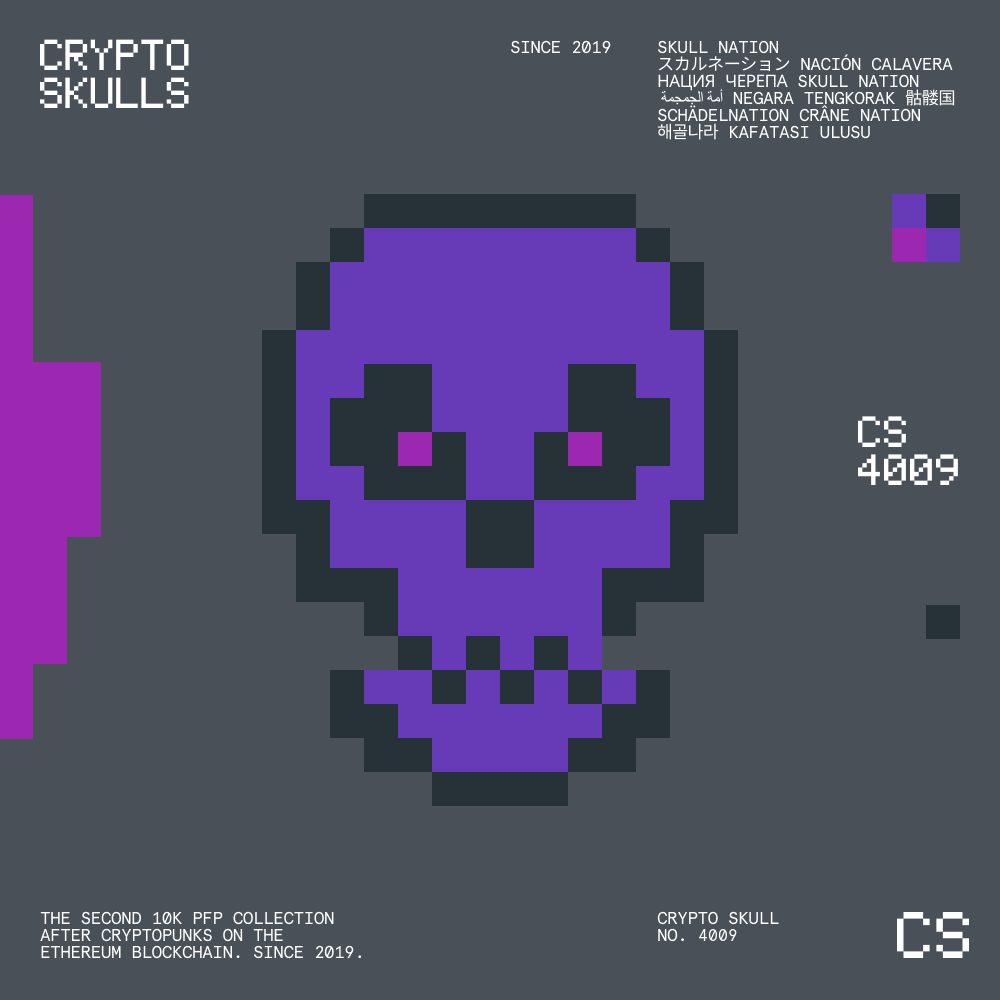 CRYPTO
SKULLS
SINCE 2019
SKULL NATION
スカルネーション NACIÓN CALAVERA
НАЦИЯ ЧЕРЕПА SKULL NATION
أمة الجمجمة NEGARA TENGKORAK 骷髅国
SCHÄDELNATION CRÂNE NATION
해골나라 KAFATASI ULUSU
CS
4009
THE SECOND 10K PFP COLLECTION
AFTER CRYPTOPUNKS ON THE
ETHEREUM BLOCKCHAIN. SINCE 2019.
CRYPTO SKULL
NO. 4009
CS